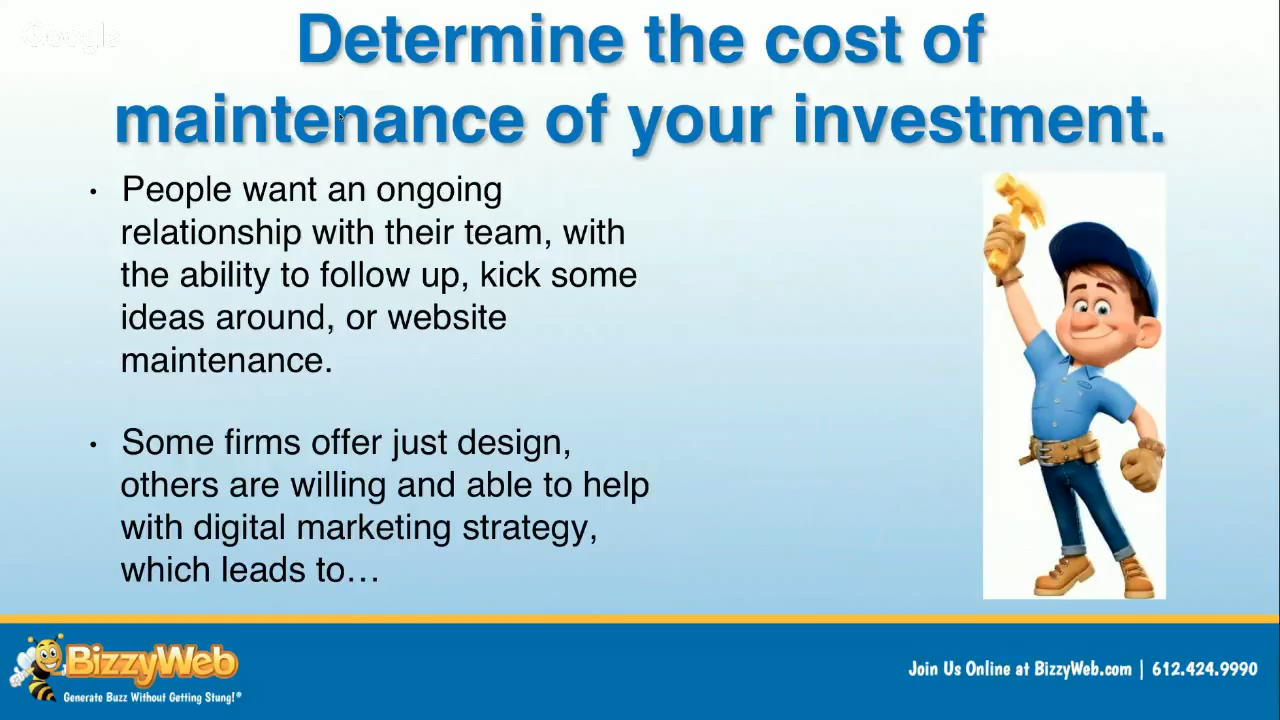 Google
Determine the cost of
maintenance of your investment.
• People want an ongoing
relationship with their team, with
the ability to follow up, kick some
ideas around, or website
maintenance.
• Some firms offer just design,
others are willing and able to help
with digital marketing strategy,
which leads to…
BizzyWeb
Generate Buzz Without Getting Stung!®
Join Us Online at BizzyWeb.com | 612.424.9990